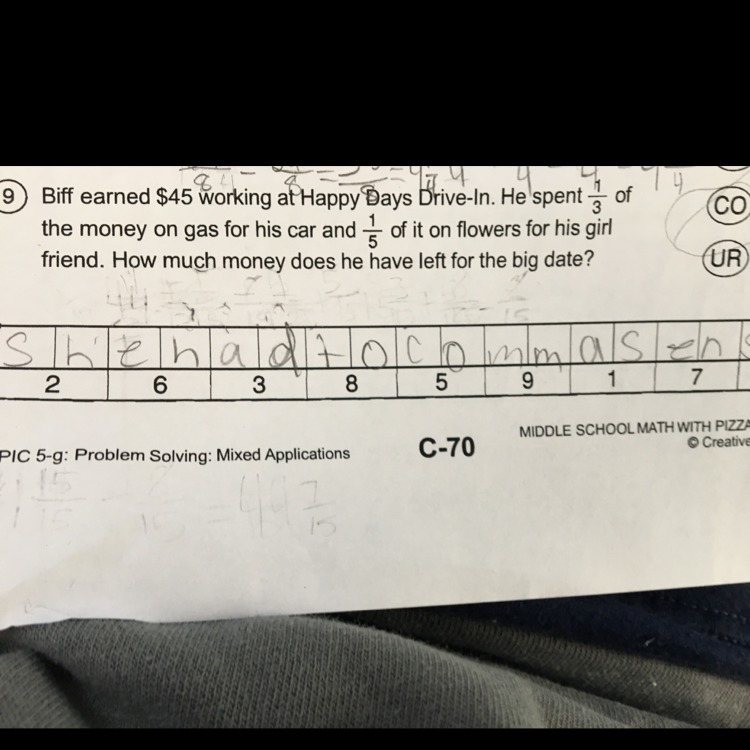 9 Biff earned $45 working at Happy Days Drive-In. He spent 1/3 of
the money on gas for his car and 1/5 of it on flowers for his girl
friend. How much money does he have left for the big date?
CO
UR
S h e h a d t o c o m m a s e n s
2 6 3 8 5 9 1 7
PIC 5-g: Problem Solving: Mixed Applications
C-70
MIDDLE SCHOOL MATH WITH PIZZA
© Creative